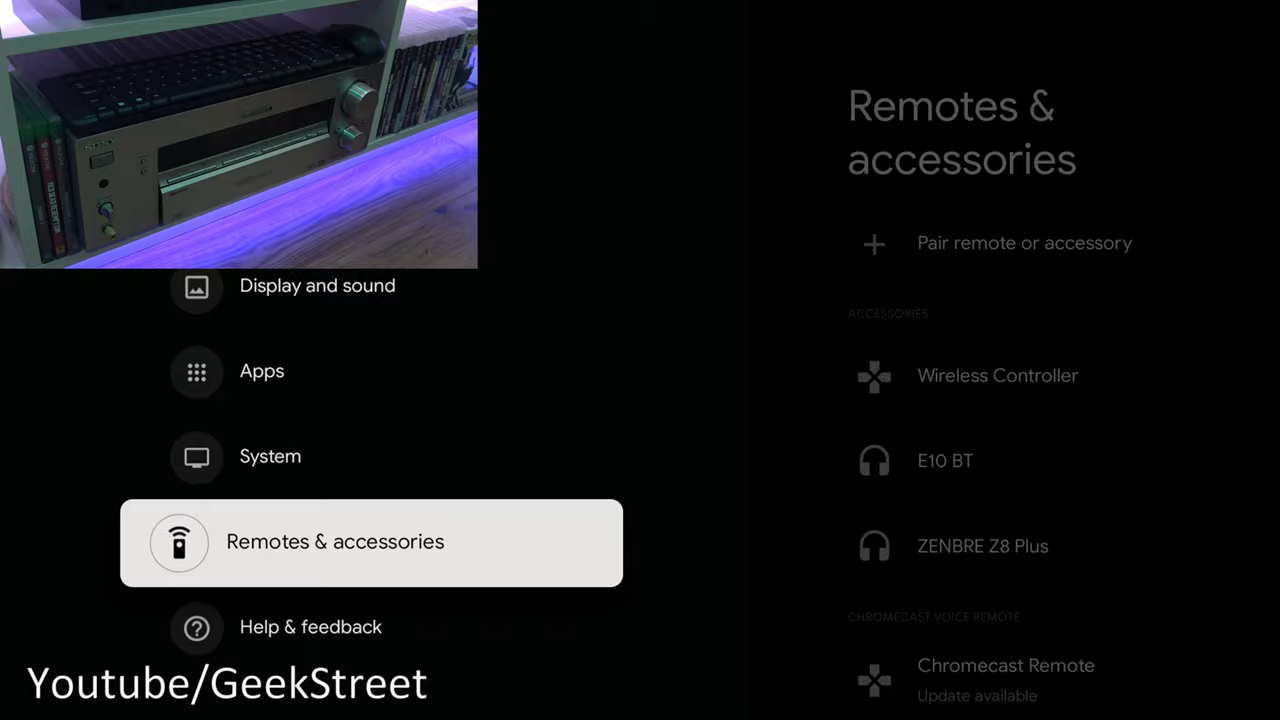 SONY
Display and sound
Apps
System
Remotes & accessories
Help & feedback
Youtube/GeekStreet
Remotes &
accessories
Pair remote or accessory
ACCESSORIES
Wireless Controller
E10 BT
ZENBRE Z8 Plus
CHROMECAST VOICE REMOTE
Chromecast Remote
Update available